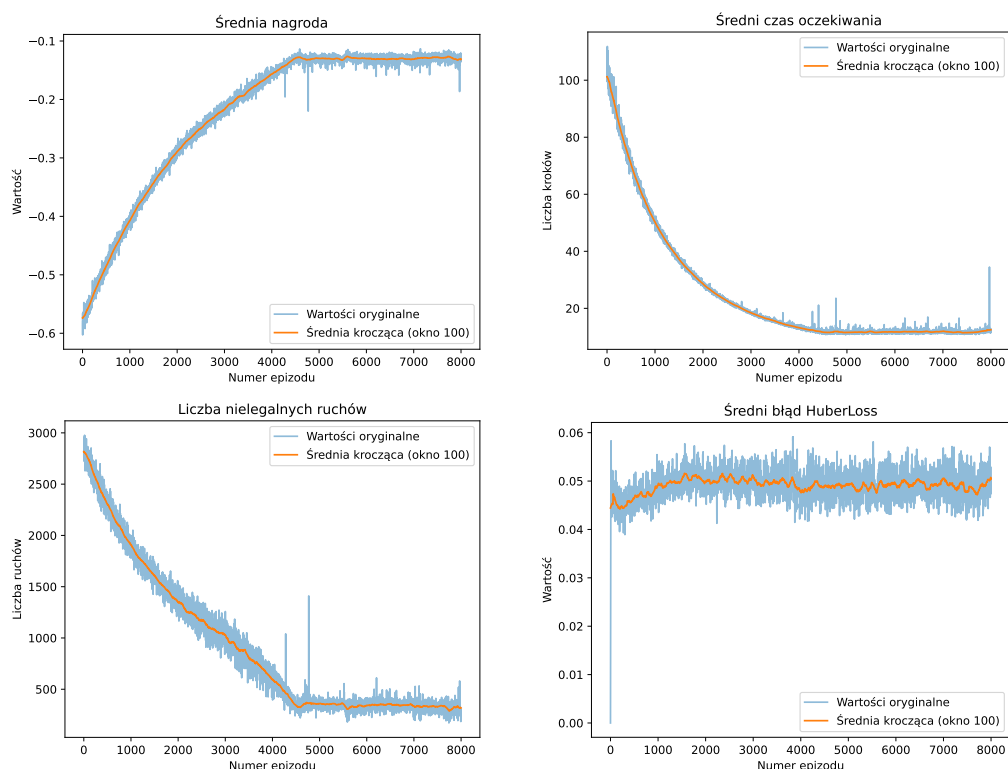 Średnia nagroda
Wartość
−0.1
−0.2
−0.3
−0.4
−0.5
−0.6
Wartości oryginalne
Średnia krocząca (okno 100)
0 1000 2000 3000 4000 5000 6000 7000 8000
Numer epizodu
Średni czas oczekiwania
Liczba kroków
100
80
60
40
20
Wartości oryginalne
Średnia krocząca (okno 100)
0 1000 2000 3000 4000 5000 6000 7000 8000
Numer epizodu
Liczba nielegalnych ruchów
Liczba ruchów
3000
2500
2000
1500
1000
500
Wartości oryginalne
Średnia krocząca (okno 100)
0 1000 2000 3000 4000 5000 6000 7000 8000
Numer epizodu
Średni błąd HuberLoss
Wartość
0.06
0.05
0.04
0.03
0.02
0.01
0.00
Wartości oryginalne
Średnia krocząca (okno 100)
0 1000 2000 3000 4000 5000 6000 7000 8000
Numer epizodu